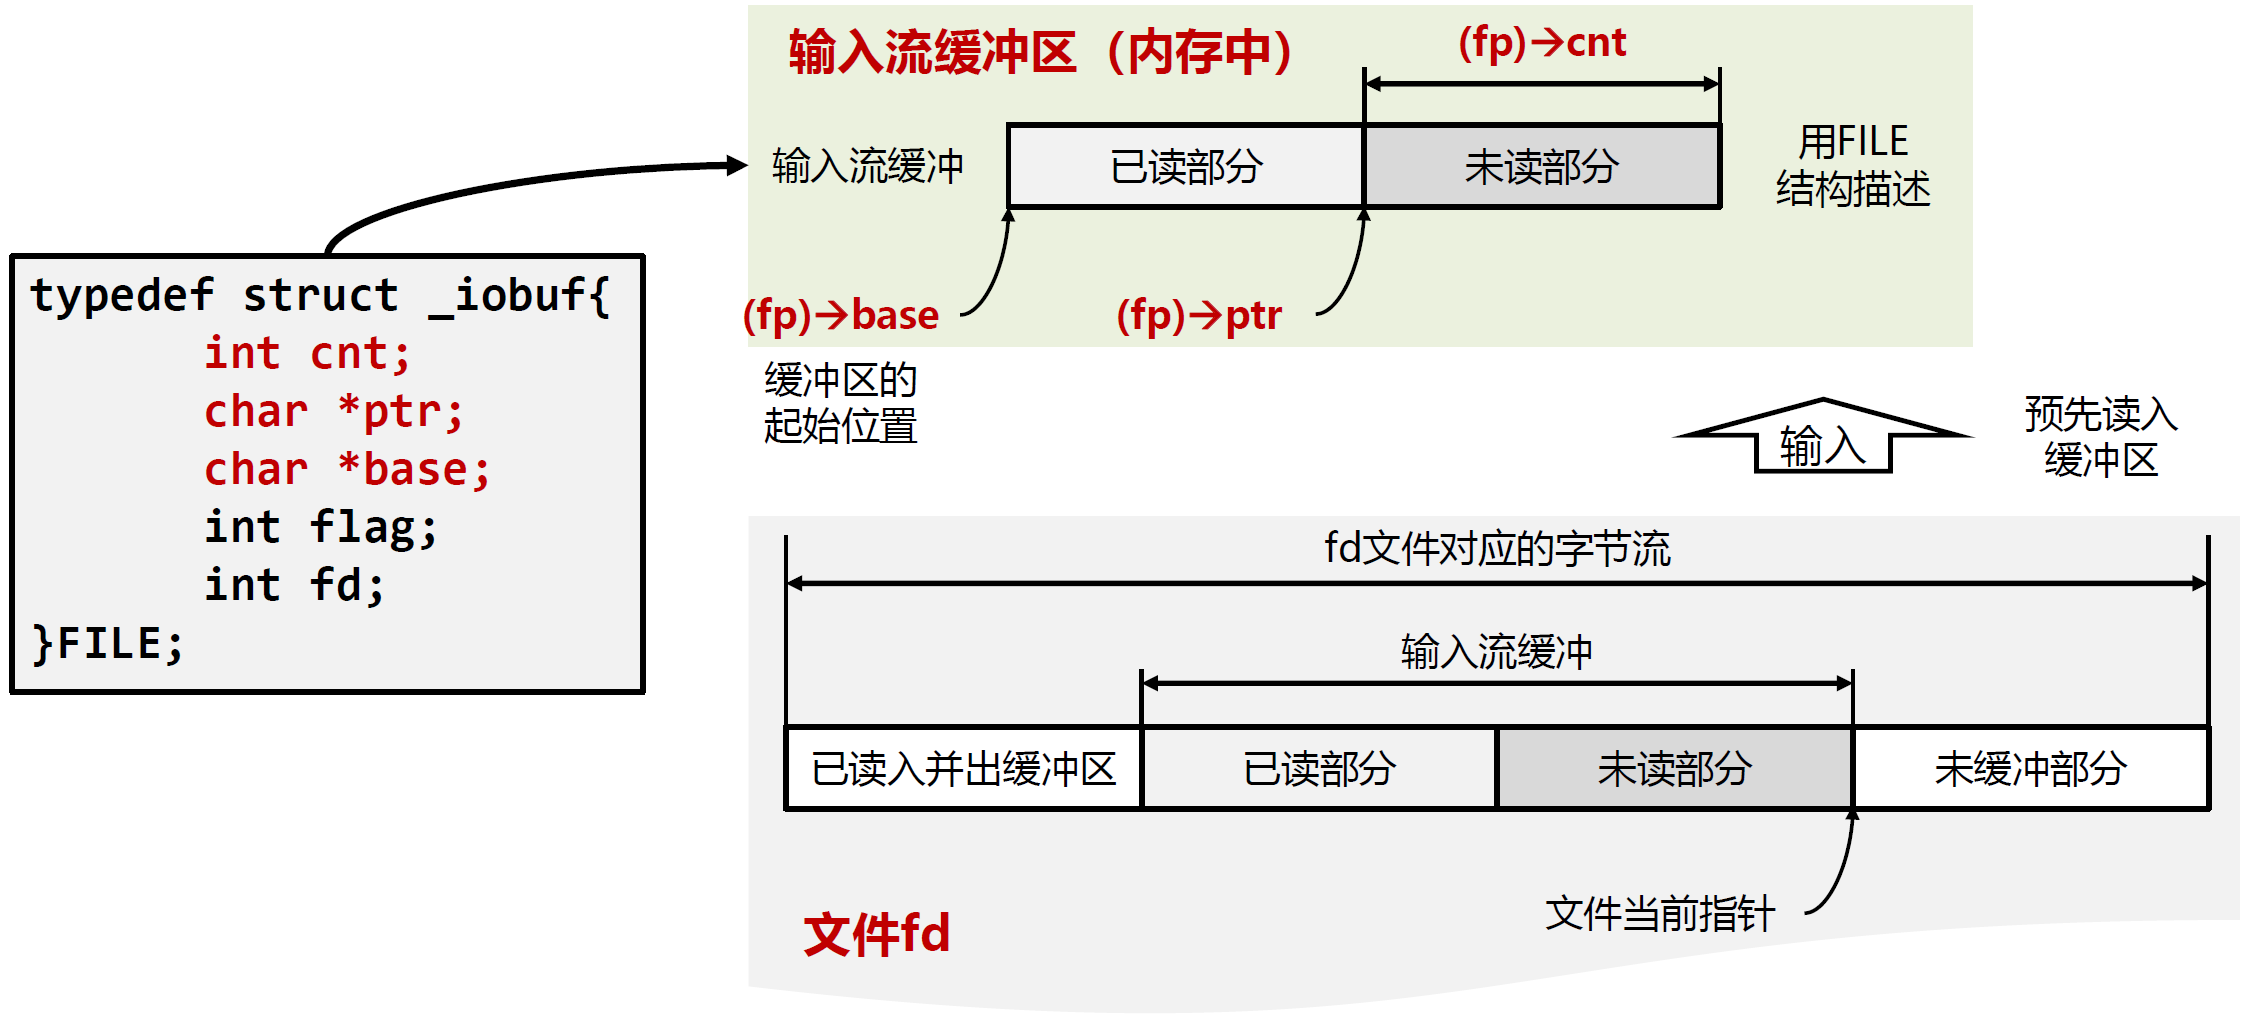 输入流缓冲区（内存中）
(fp)→cnt
输入流缓冲
已读部分
未读部分
用FILE
结构描述
(fp)→base
(fp)→ptr
缓冲区的
起始位置
typedef struct _iobuf{
int cnt;
char *ptr;
char *base;
int flag;
int fd;
}FILE;
输入
预先读入
缓冲区
fd文件对应的字节流
输入流缓冲
已读入并出缓冲区
已读部分
未读部分
未缓冲部分
文件当前指针
文件fd